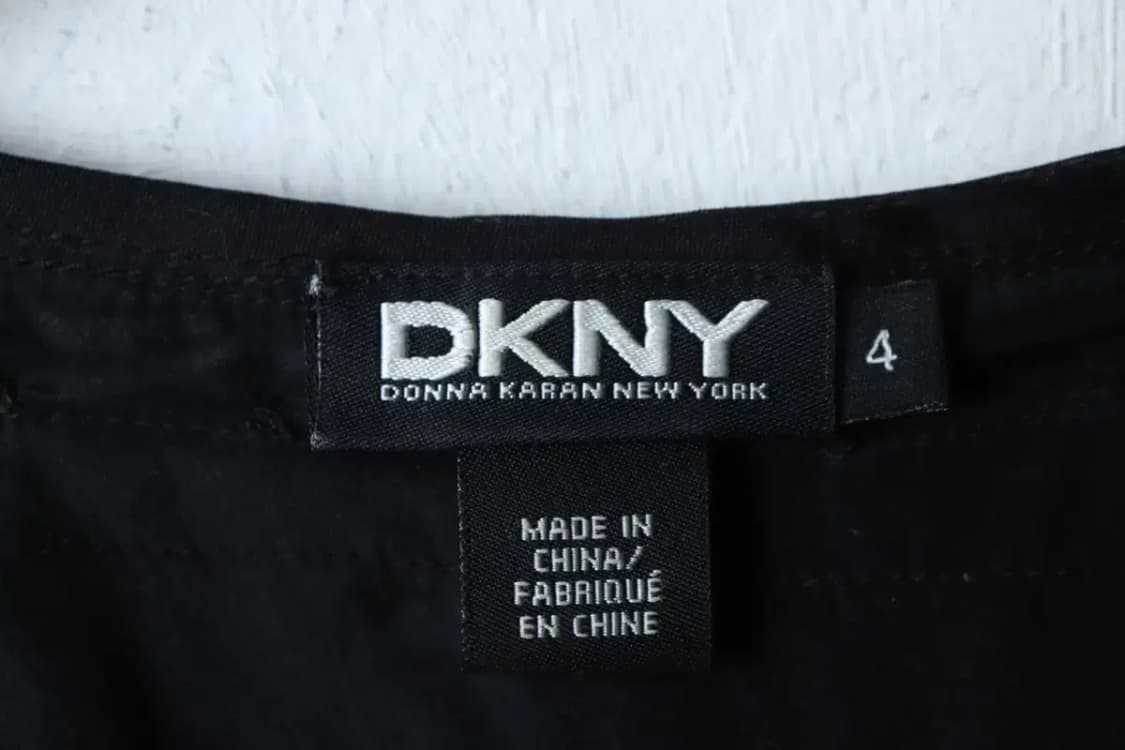 DKNY
DONNA KARAN NEW YORK
4
MADE IN
CHINA/
FABRIQUÉ
EN CHINE